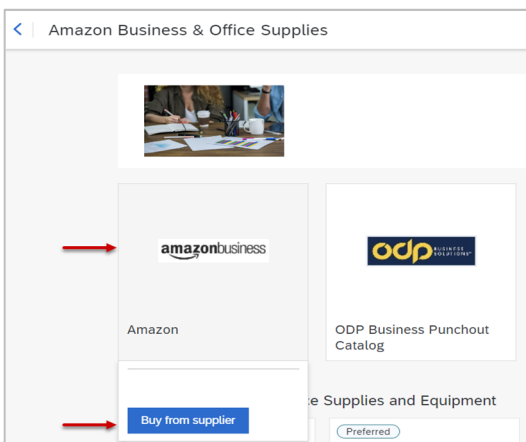 Amazon Business & Office Supplies
amazonbusiness
odp BUSINESS
SOLUTIONS
Amazon
ODP Business Punchout
Catalog
e Supplies and Equipment
Buy from supplier
Preferred